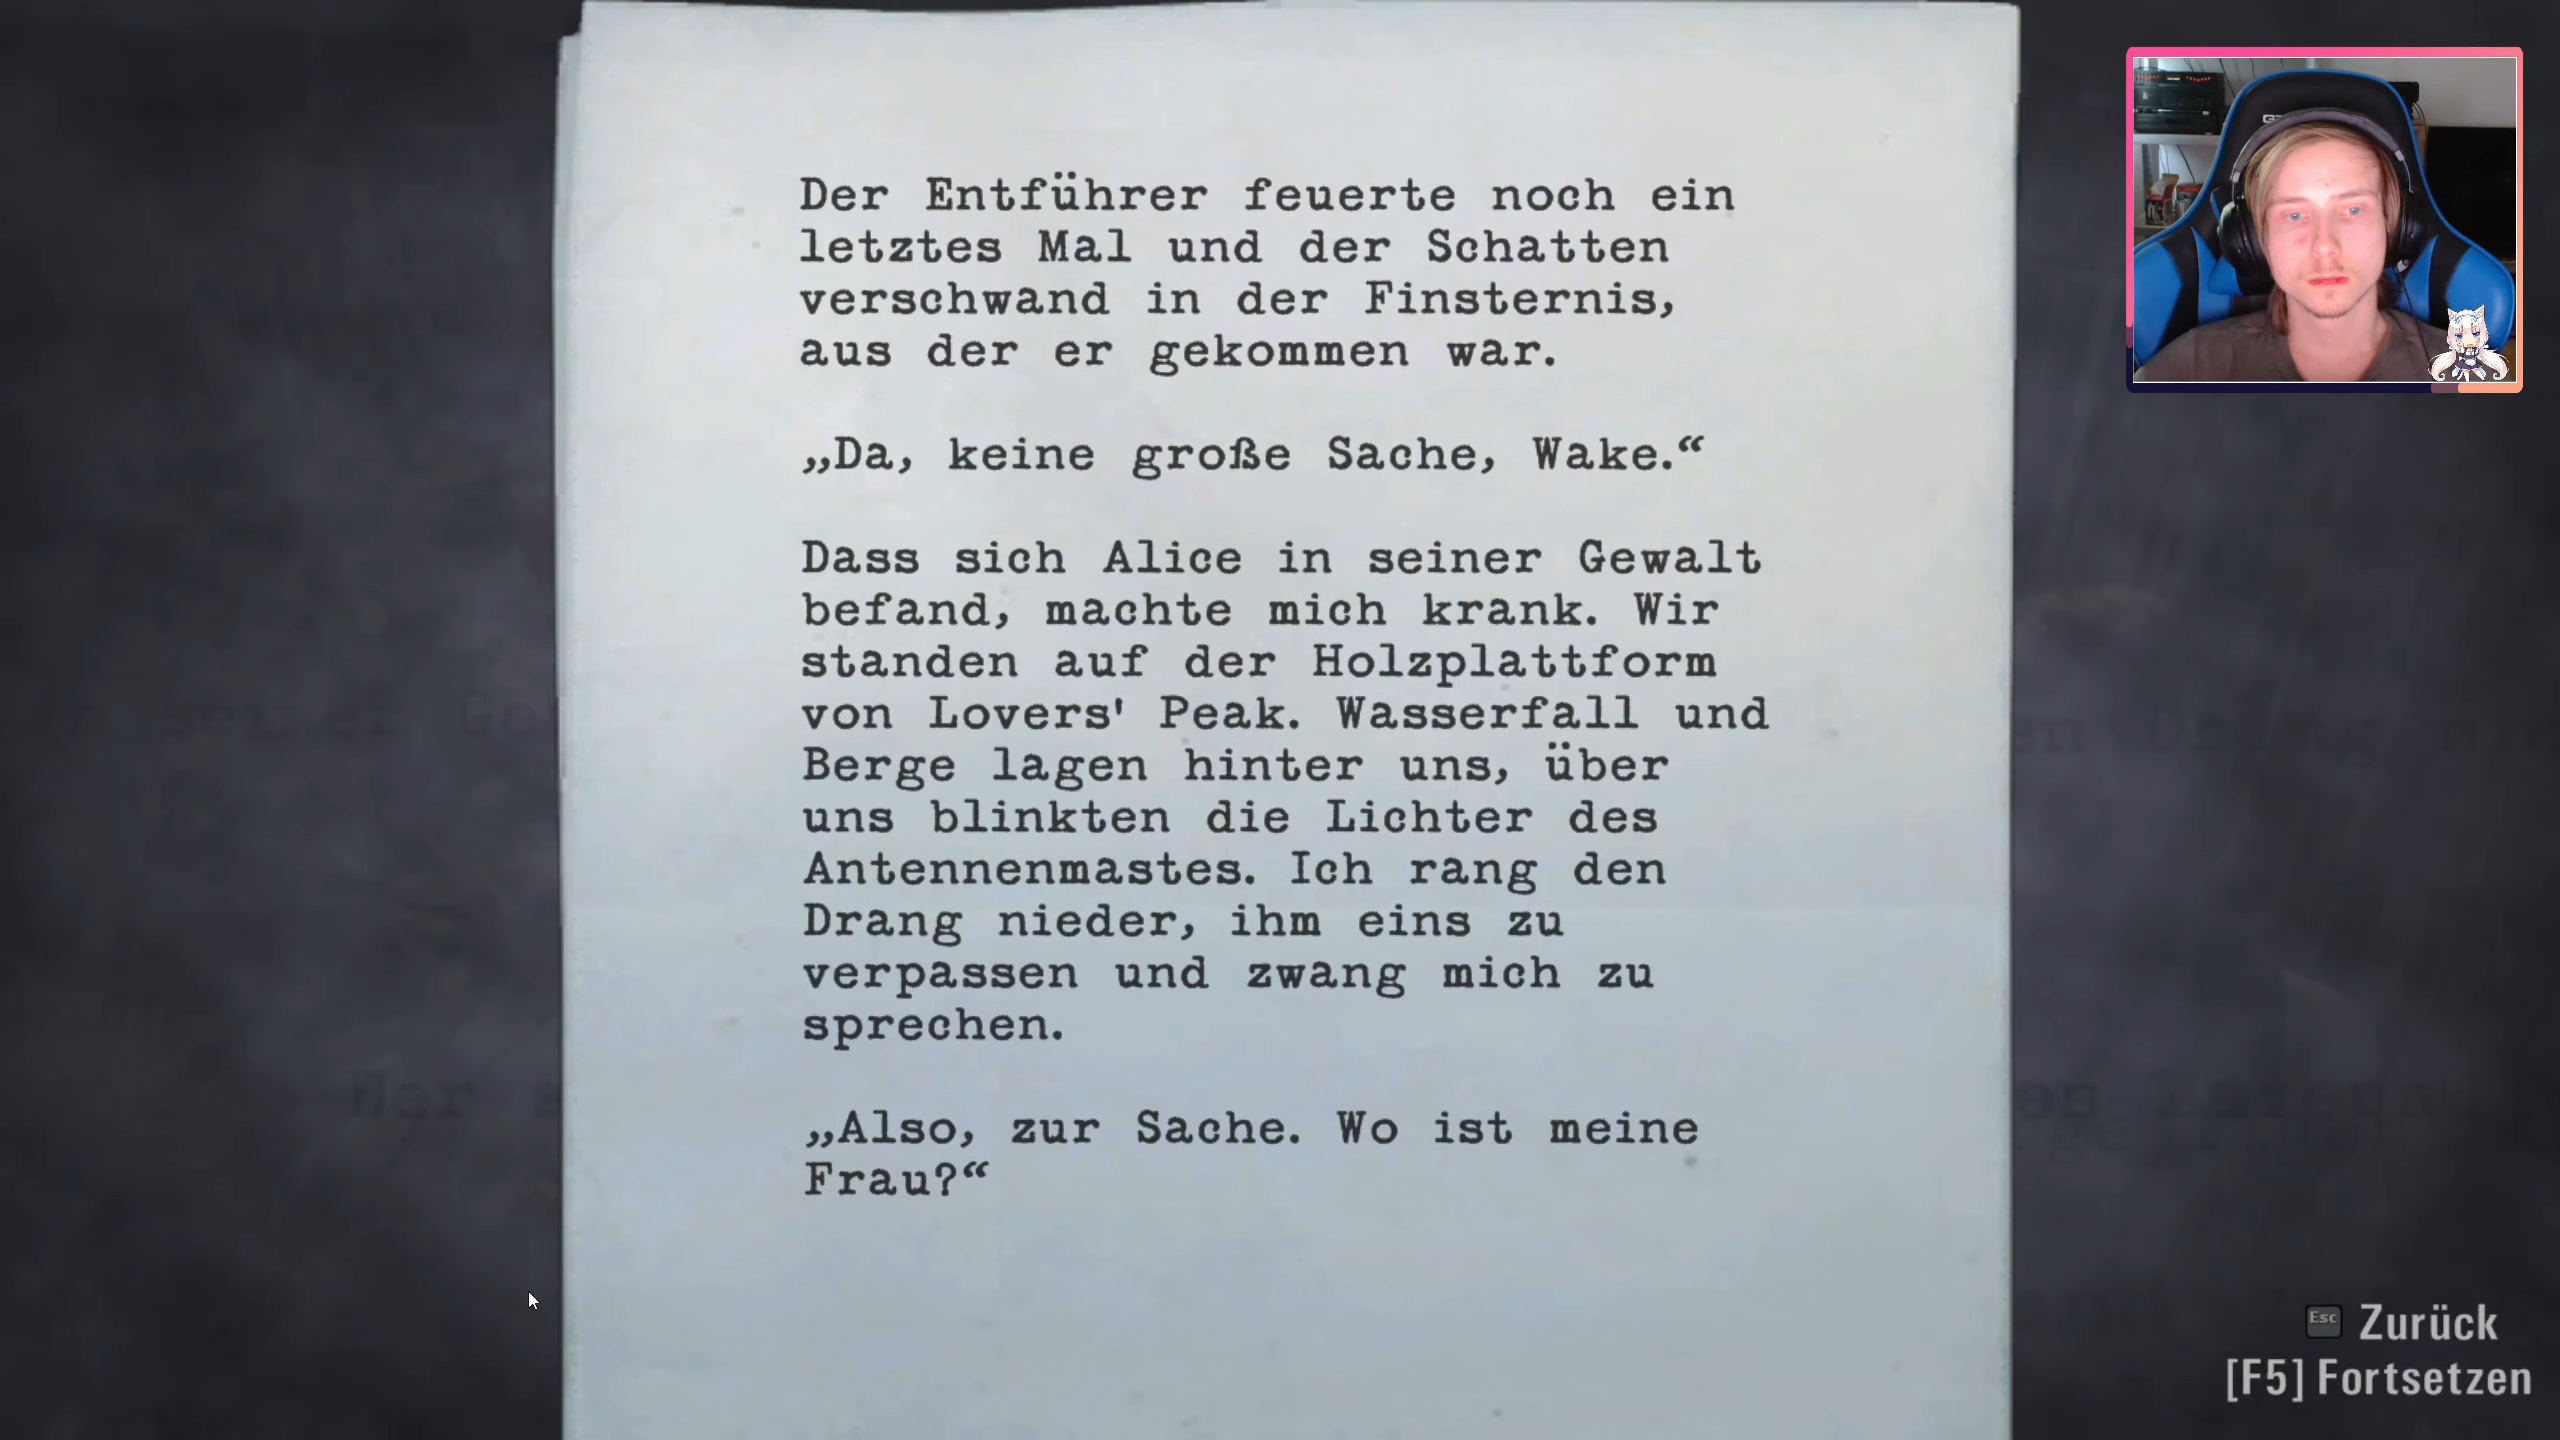 Der Entführer feuerte noch ein
letztes Mal und der Schatten
verschwand in der Finsternis,
aus der er gekommen war.
„Da, keine große Sache, Wake.“
Dass sich Alice in seiner Gewalt
befand, machte mich krank. Wir
standen auf der Holzplattform
von Lovers' Peak. Wasserfall und
Berge lagen hinter uns, über
uns blinkten die Lichter des
Antennenmastes. Ich rang den
Drang nieder, ihm eins zu
verpassen und zwang mich zu
sprechen.
„Also, zur Sache. Wo ist meine
Frau?“
Esc Zurück
[F5] Fortsetzen